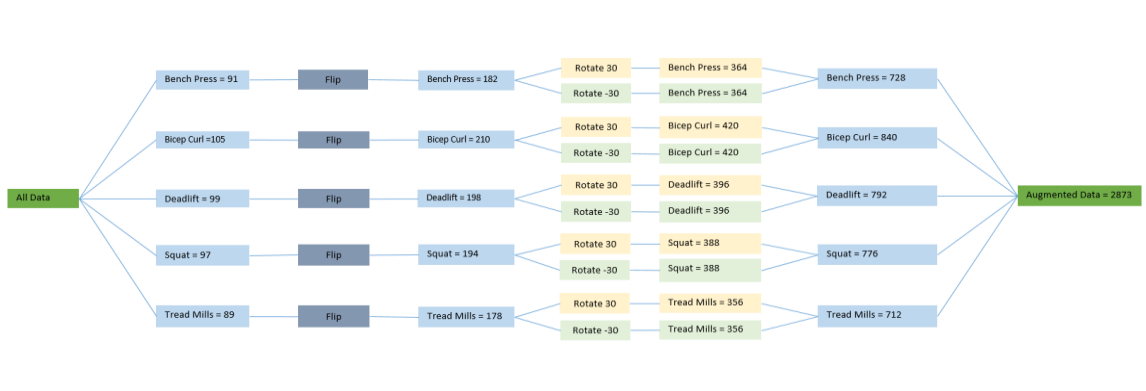 All Data
Bench Press = 91
Flip
Bench Press = 182
Rotate 30
Bench Press = 364
Rotate -30
Bench Press = 364
Bench Press = 728
Bicep Curl =105
Flip
Bicep Curl = 210
Rotate 30
Bicep Curl = 420
Rotate -30
Bicep Curl = 420
Bicep Curl = 840
Deadlift = 99
Flip
Deadlift = 198
Rotate 30
Deadlift = 396
Rotate -30
Deadlift = 396
Deadlift = 792
Squat = 97
Flip
Squat = 194
Rotate 30
Squat = 388
Rotate -30
Squat = 388
Squat = 776
Tread Mills = 89
Flip
Tread Mills = 178
Rotate 30
Tread Mills = 356
Rotate -30
Tread Mills = 356
Tread Mills = 712
Augmented Data = 2873